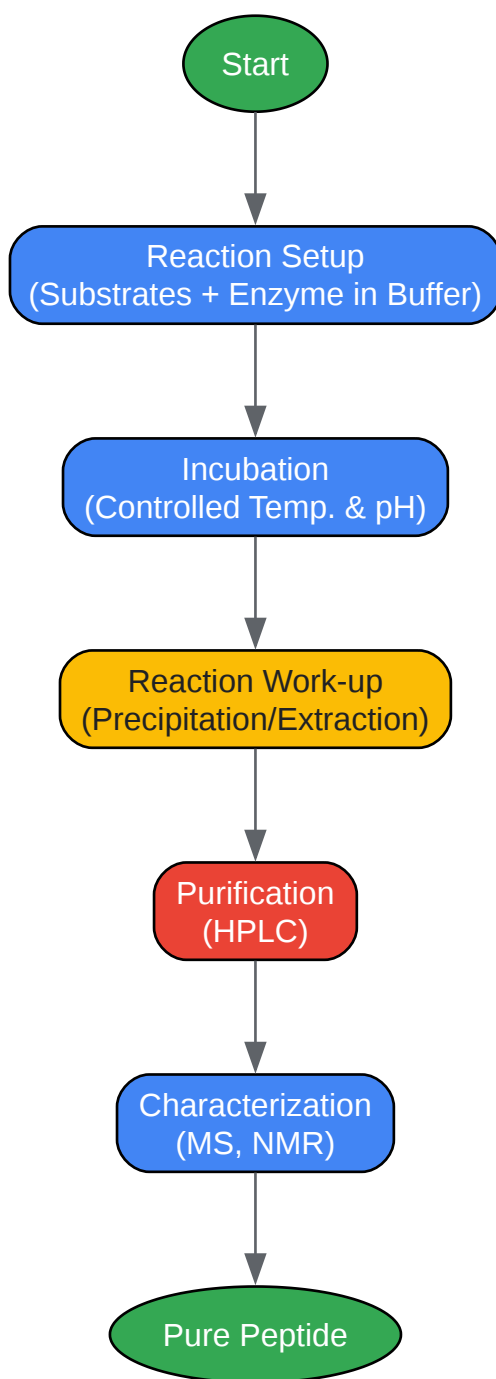 Start
Reaction Setup
(Substrates + Enzyme in Buffer)
Incubation
(Controlled Temp. & pH)
Reaction Work-up
(Precipitation/Extraction)
Purification
(HPLC)
Characterization
(MS, NMR)
Pure Peptide